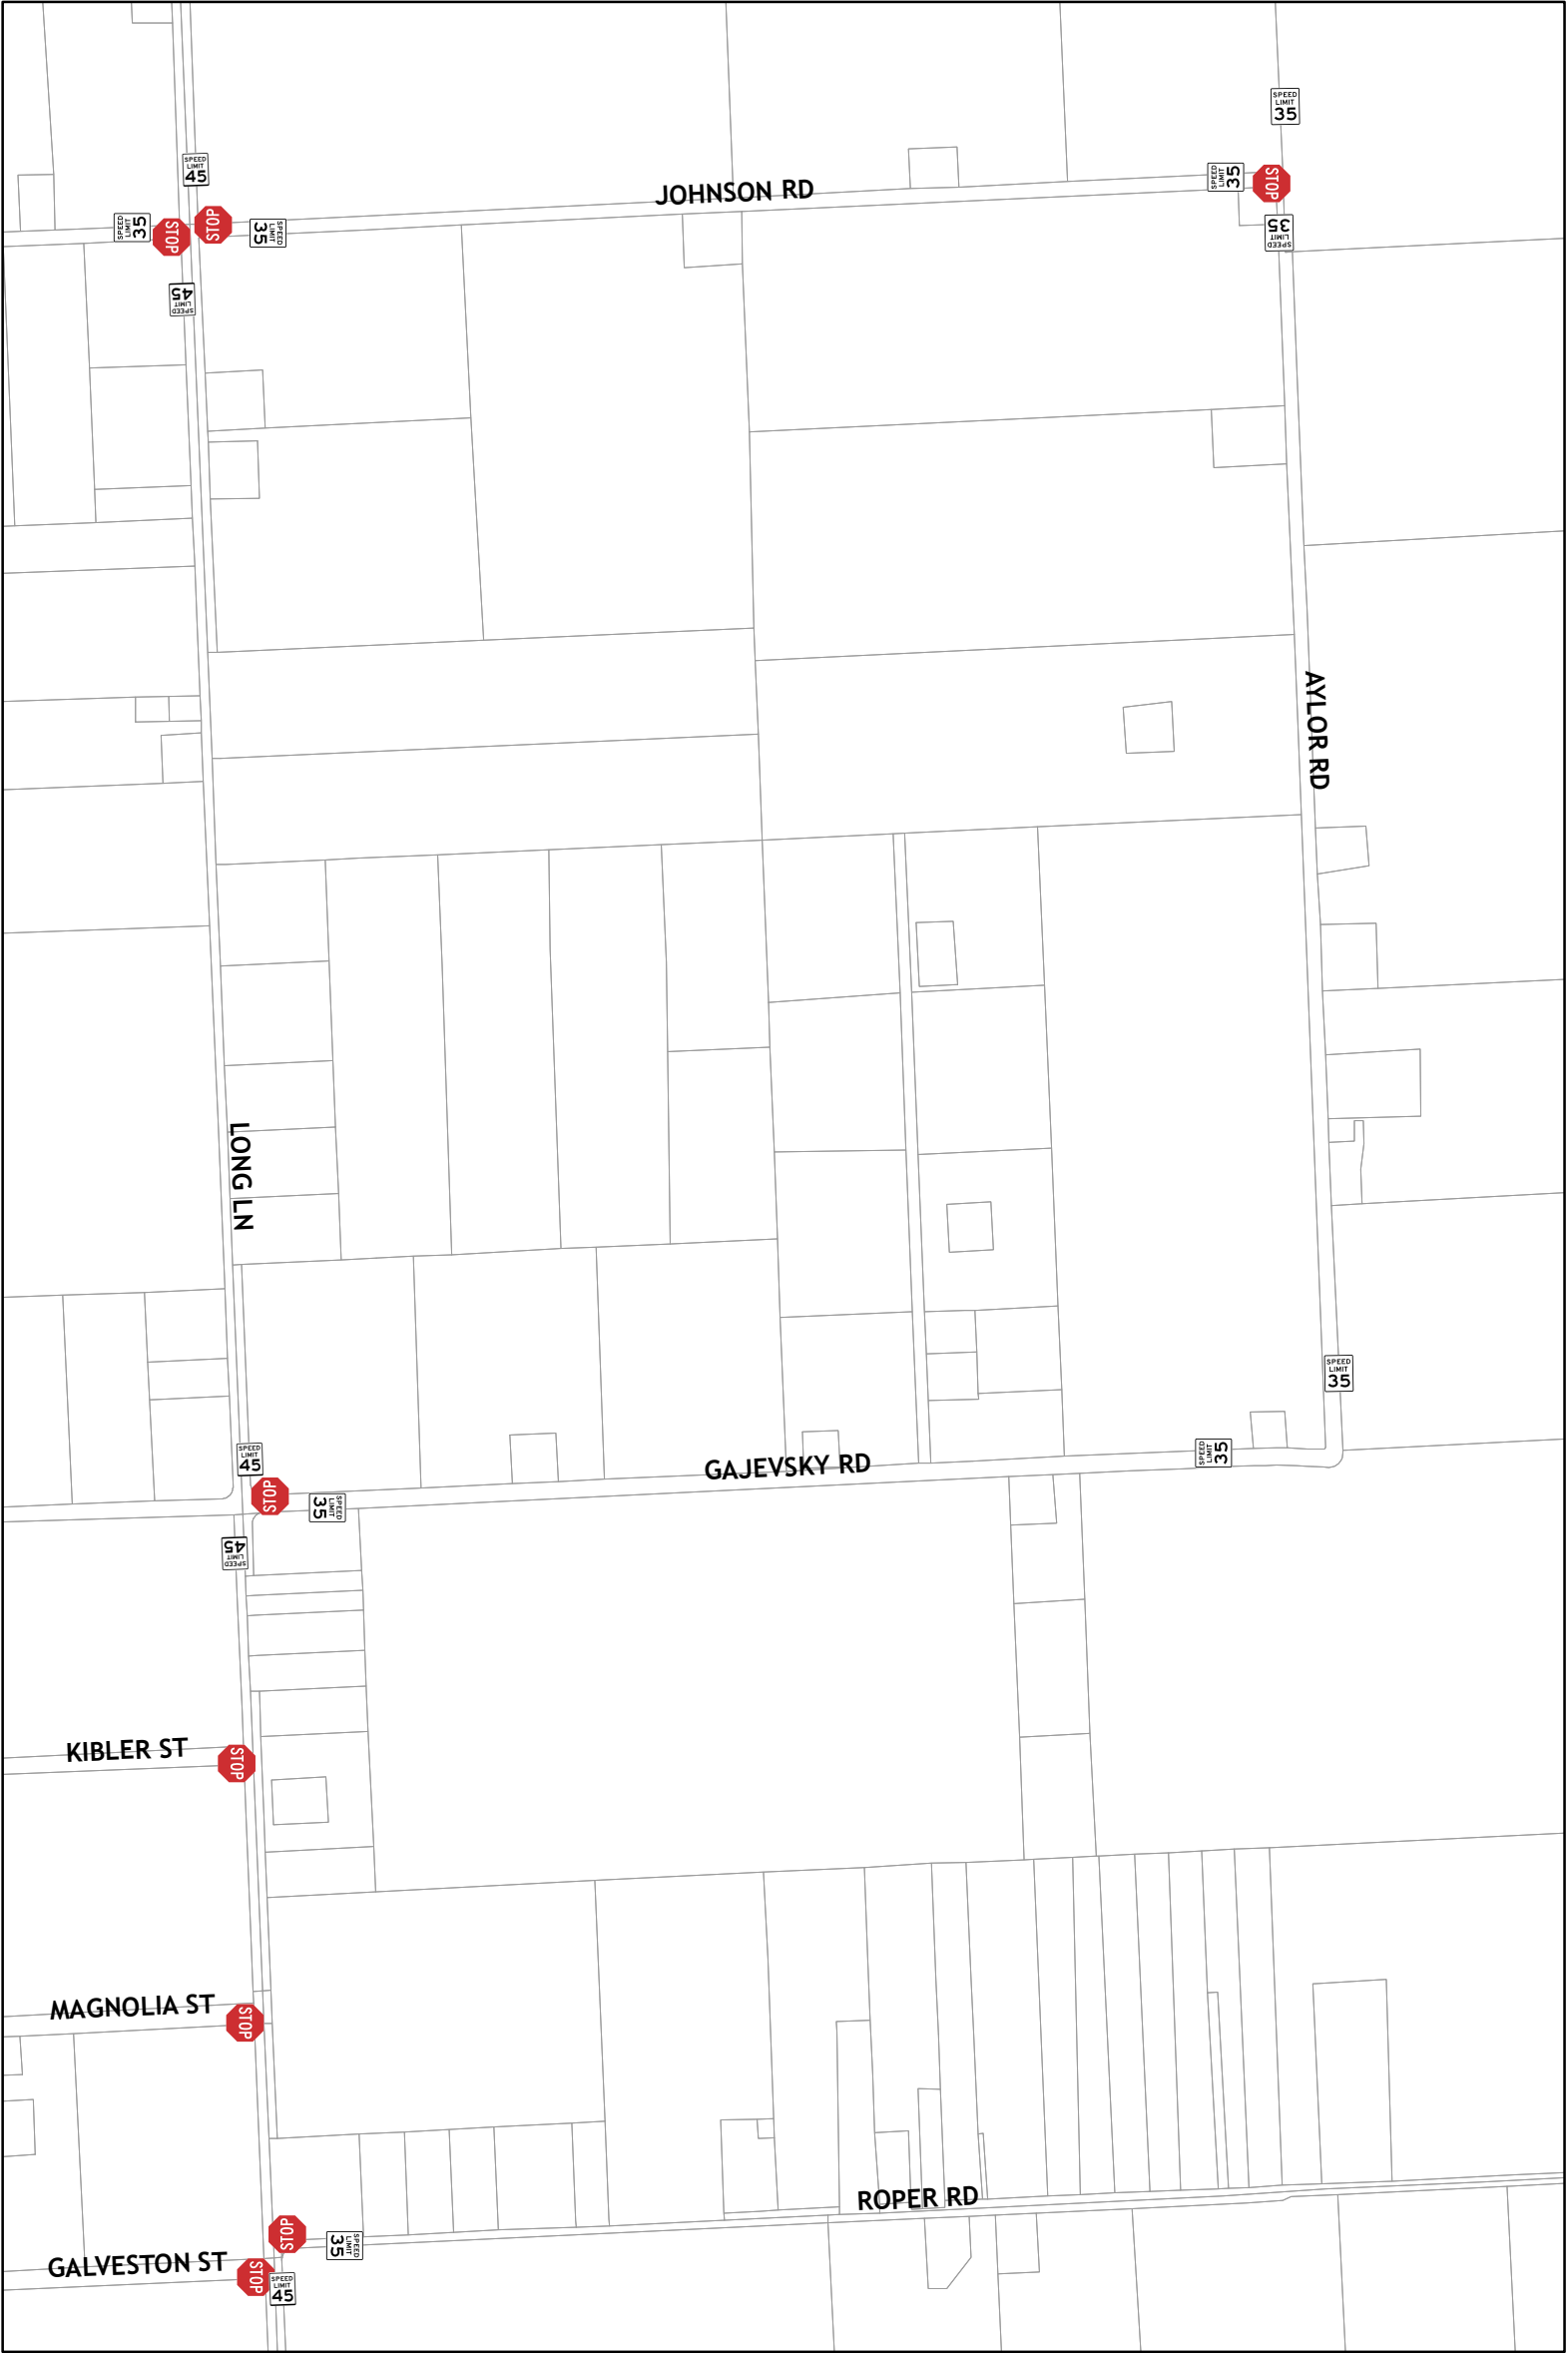 SPEED
LIMIT
35
SPEED
LIMIT
45
JOHNSON RD
SPEED
LIMIT
35
STOP
SPEED
LIMIT
35
STOP
STOP
SPEED
LIMIT
35
SPEED
LIMIT
35
SPEED
LIMIT
45
AYLOR RD
LONG LN
SPEED
LIMIT
35
SPEED
LIMIT
45
GAJEVSKY RD
SPEED
LIMIT
35
STOP
SPEED
LIMIT
35
SPEED
LIMIT
45
KIBLER ST
STOP
MAGNOLIA ST
STOP
ROPER RD
STOP
SPEED
LIMIT
35
GALVESTON ST
STOP
SPEED
LIMIT
45